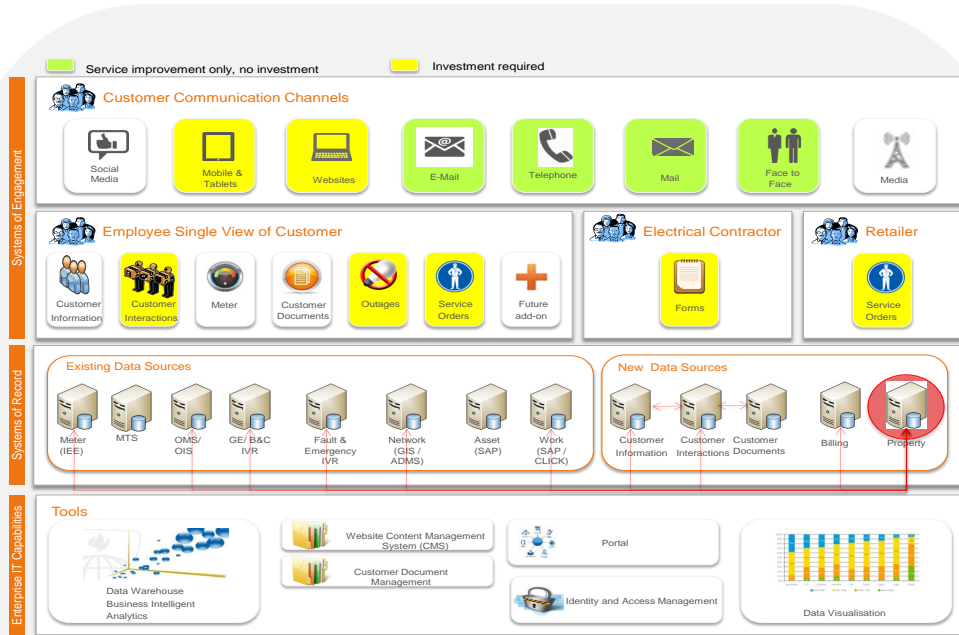 Service improvement only, no investment
Investment required
Systems of Engagement
Customer Communication Channels
Social
Media
Mobile &
Tablets
Websites
E-Mail
Telephone
Mail
Face to
Face
Media
Employee Single View of Customer
Customer
Information
Customer
Interactions
Meter
Customer
Documents
Outages
Service
Orders
Future
add-on
Electrical Contractor
Forms
Retailer
Service
Orders
Systems of Record
Existing Data Sources
Meter
(IEE)
MTS
OMS/
OIS
GE/ B&C
IVR
Fault &
Emergency
IVR
Network
(GIS /
ADMS)
Asset
(SAP)
Work
(SAP /
CLICK)
New Data Sources
Customer
Information
Customer
Interactions
Customer
Documents
Billing
Property
Enterprise IT Capabilities
Tools
Data Warehouse
Business Intelligent
Analytics
Website Content Management
System (CMS)
Customer Document
Management
Portal
Identity and Access Management
Data Visualisation